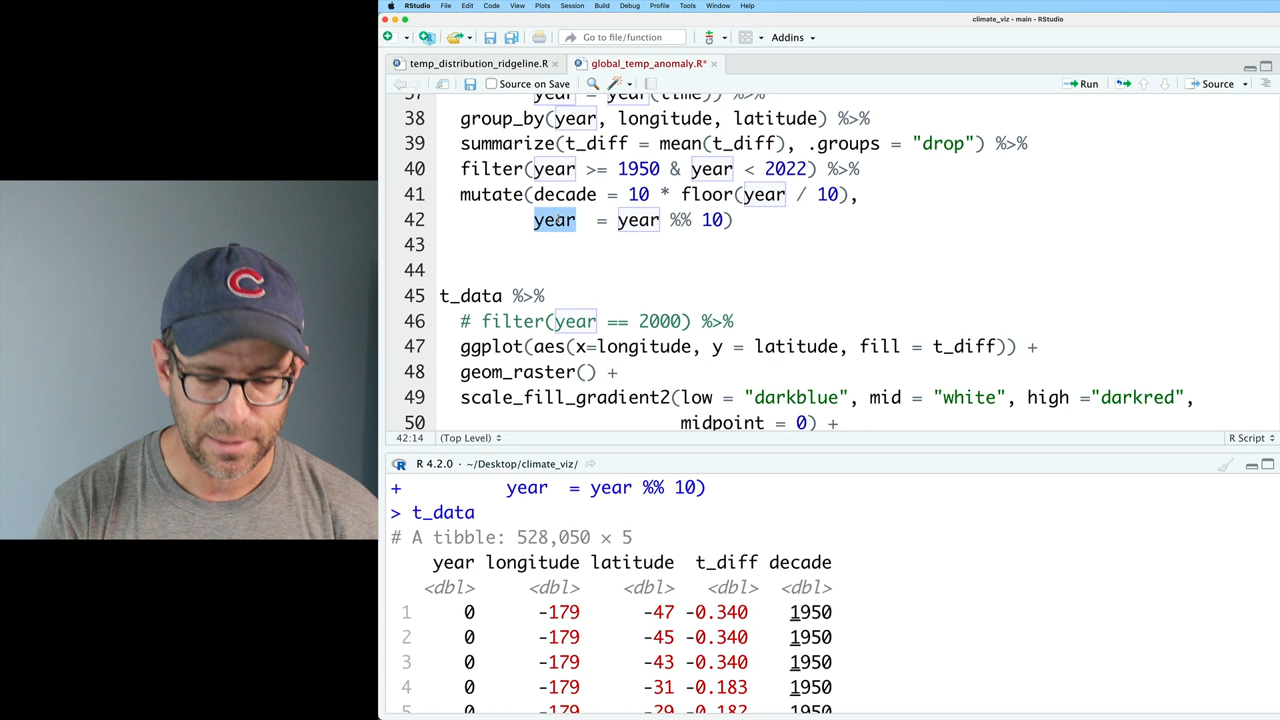 RStudio File Edit Code View Plots Session Build Debug Profile Tools Window Help
climate_viz - main - RStudio
Go to file/function Addins
temp_distribution_ridgeline.R global_temp_anomaly.R*
Source on Save Run Source
37 year = year(time)) %>%
38 group_by(year, longitude, latitude) %>%
39 summarize(t_diff = mean(t_diff), .groups = "drop") %>%
40 filter(year >= 1950 & year < 2022) %>%
41 mutate(decade = 10 * floor(year / 10),
42 year = year %% 10)
43
44
45 t_data %>%
46 # filter(year == 2000) %>%
47 ggplot(aes(x=longitude, y = latitude, fill = t_diff)) +
48 geom_raster() +
49 scale_fill_gradient2(low = "darkblue", mid = "white", high ="darkred",
50 midpoint = 0) +
42:14 (Top Level) R Script
R 4.2.0 · ~/Desktop/climate_viz/
+ year = year %% 10)
> t_data
# A tibble: 528,050 × 5
year longitude latitude t_diff decade
<dbl> <dbl> <dbl> <dbl> <dbl>
1 0 -179 -47 -0.340 1950
2 0 -179 -45 -0.340 1950
3 0 -179 -43 -0.340 1950
4 0 -179 -31 -0.183 1950
5 0 -179 -29 -0.182 1950